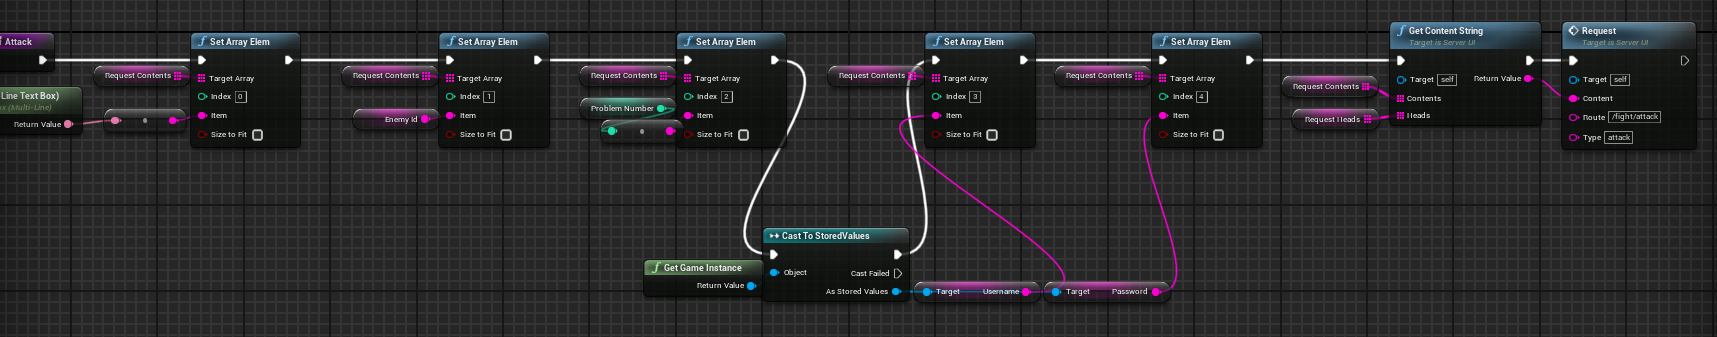 Attack
Line Text Box)
ox (Multi-Line)
Return Value
Request Contents
Set Array Elem
Target Array
Index 0
Item
Size to Fit
Request Contents
Enemy Id
Set Array Elem
Target Array
Index 1
Item
Size to Fit
Request Contents
Problem Number
Set Array Elem
Target Array
Index 2
Item
Size to Fit
Get Game Instance
Return Value
Cast To StoredValues
Object
Cast Failed
As Stored Values
Target Username
Target Password
Request Contents
Set Array Elem
Target Array
Index 3
Item
Size to Fit
Request Contents
Set Array Elem
Target Array
Index 4
Item
Size to Fit
Request Contents
Request Heads
Get Content String
Target is Server UI
Target self
Return Value
Contents
Heads
Request
Target is Server UI
Target self
Content
Route /fight/attack
Type attack